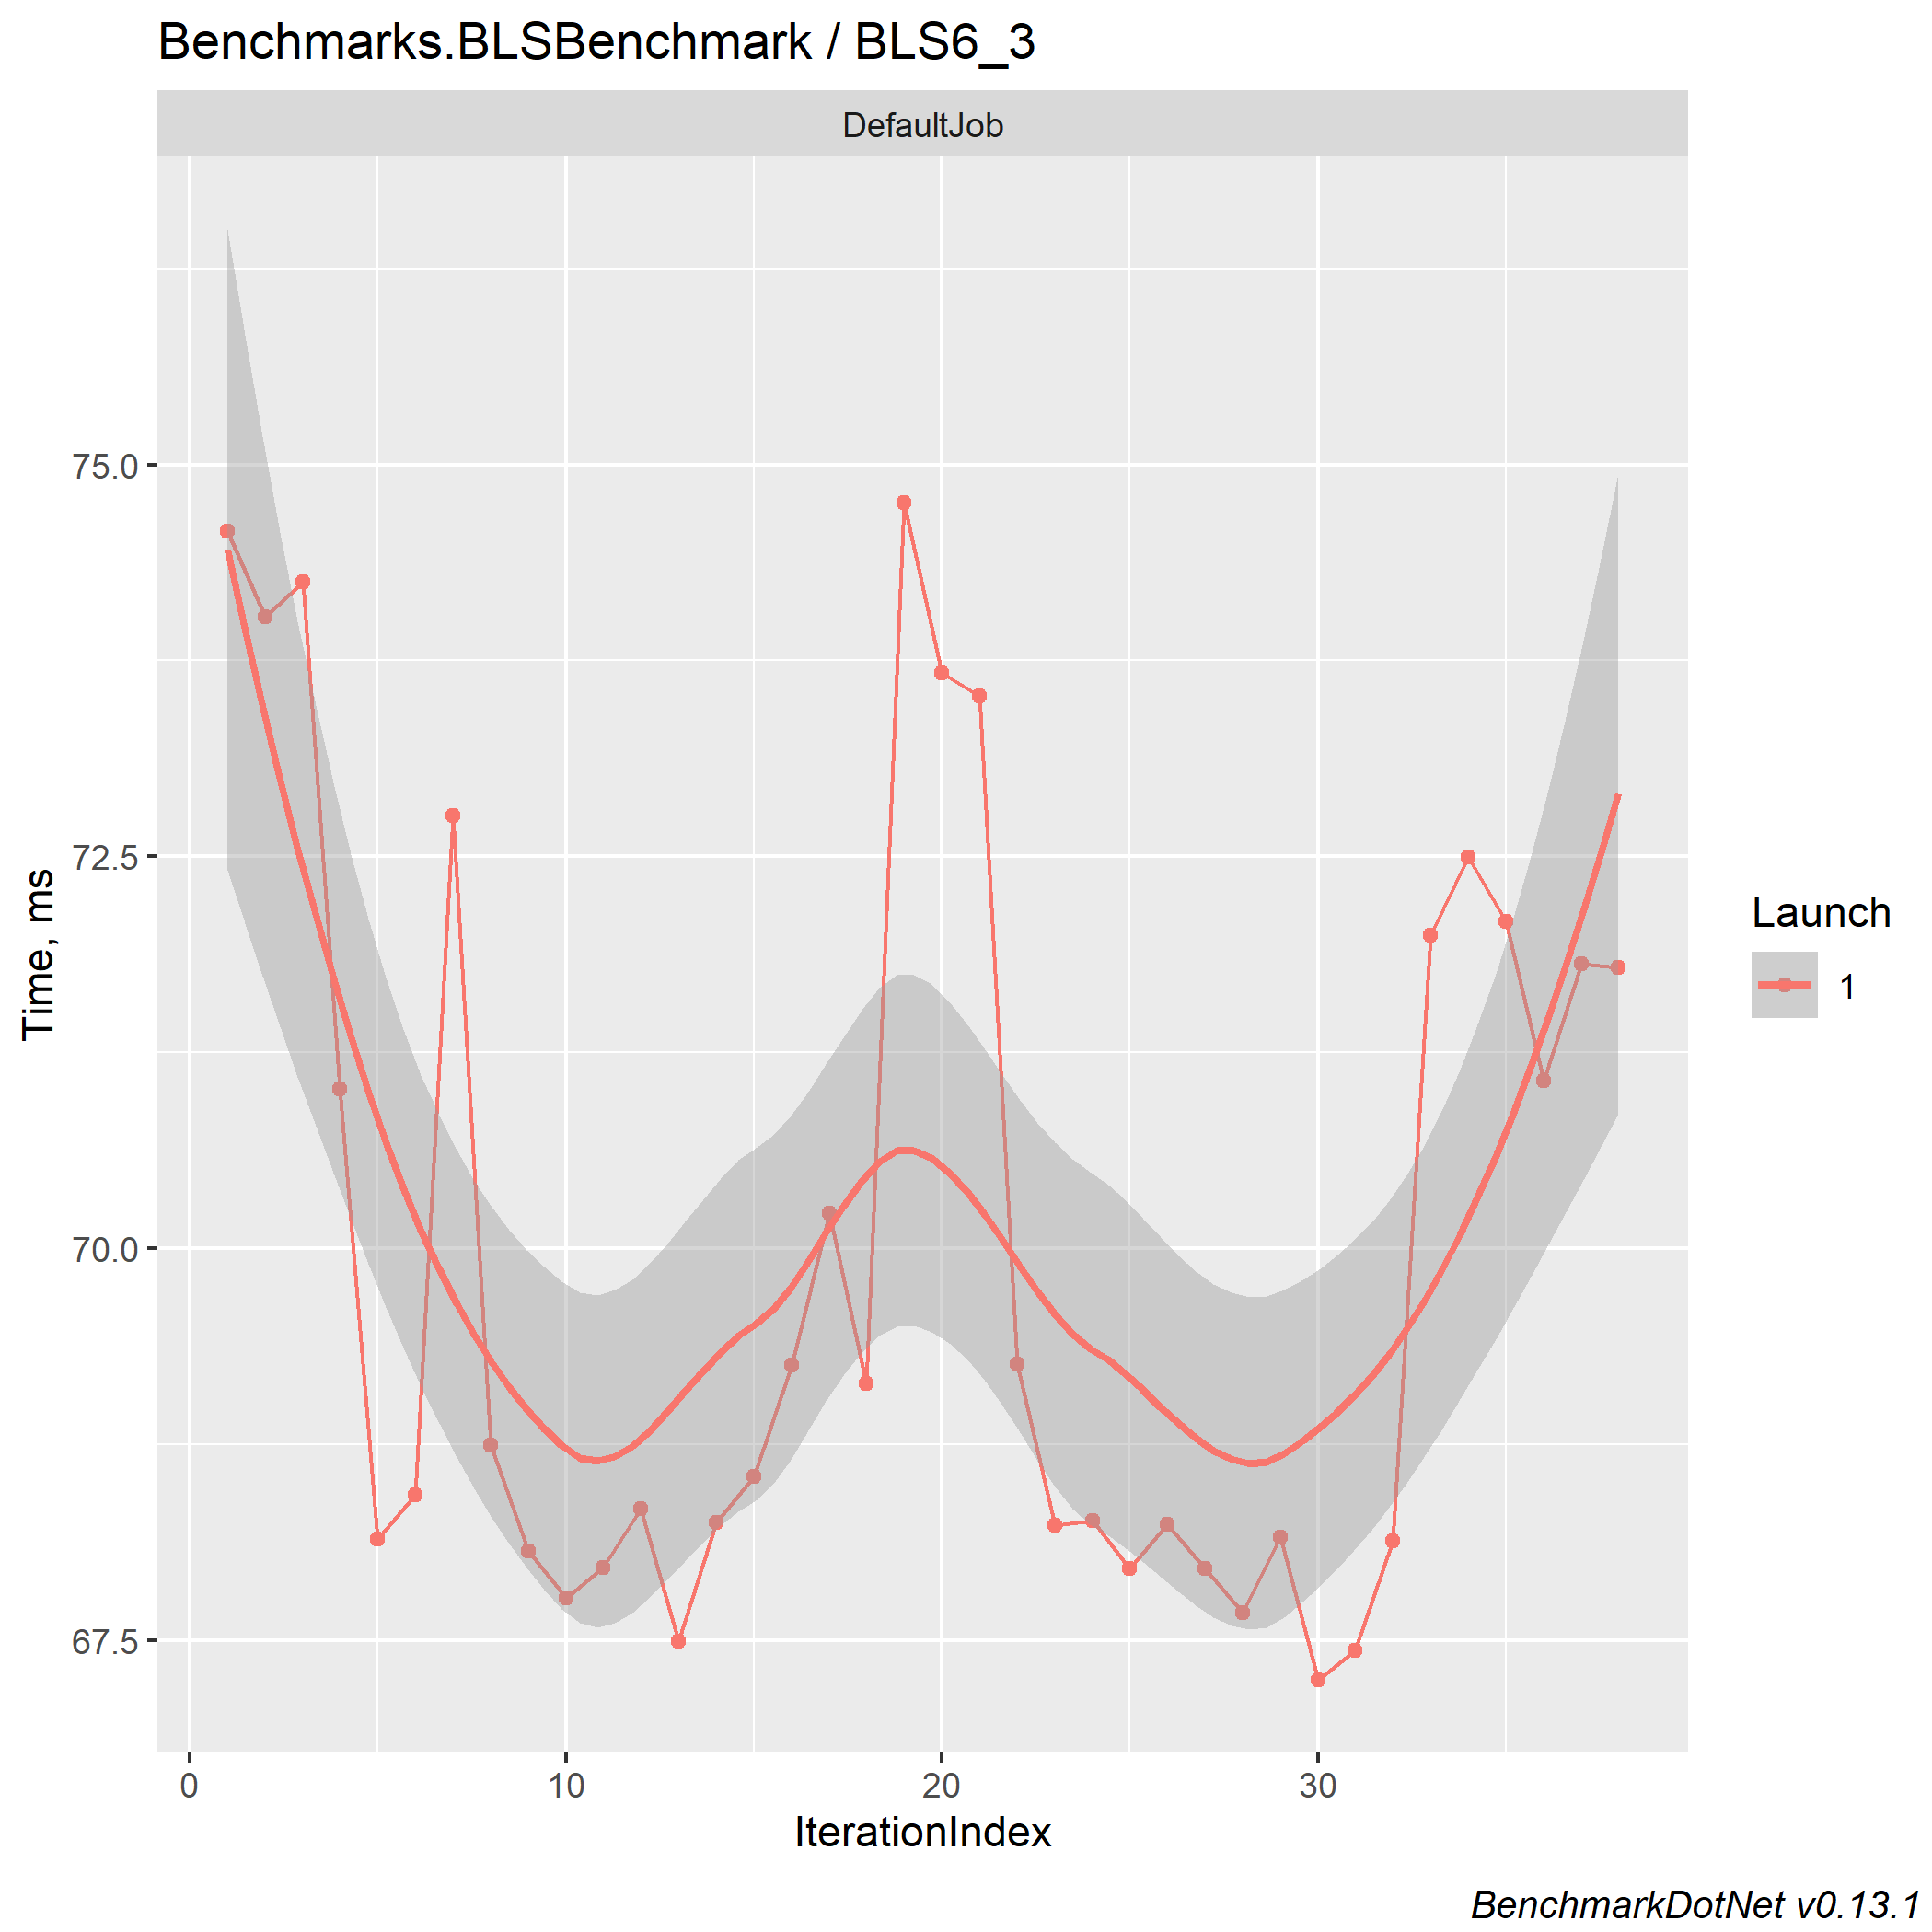 Benchmarks.BLSBenchmark / BLS6_3
DefaultJob
75.0
72.5
70.0
67.5
Time, ms
0 10 20 30
IterationIndex
Launch
1
BenchmarkDotNet v0.13.1